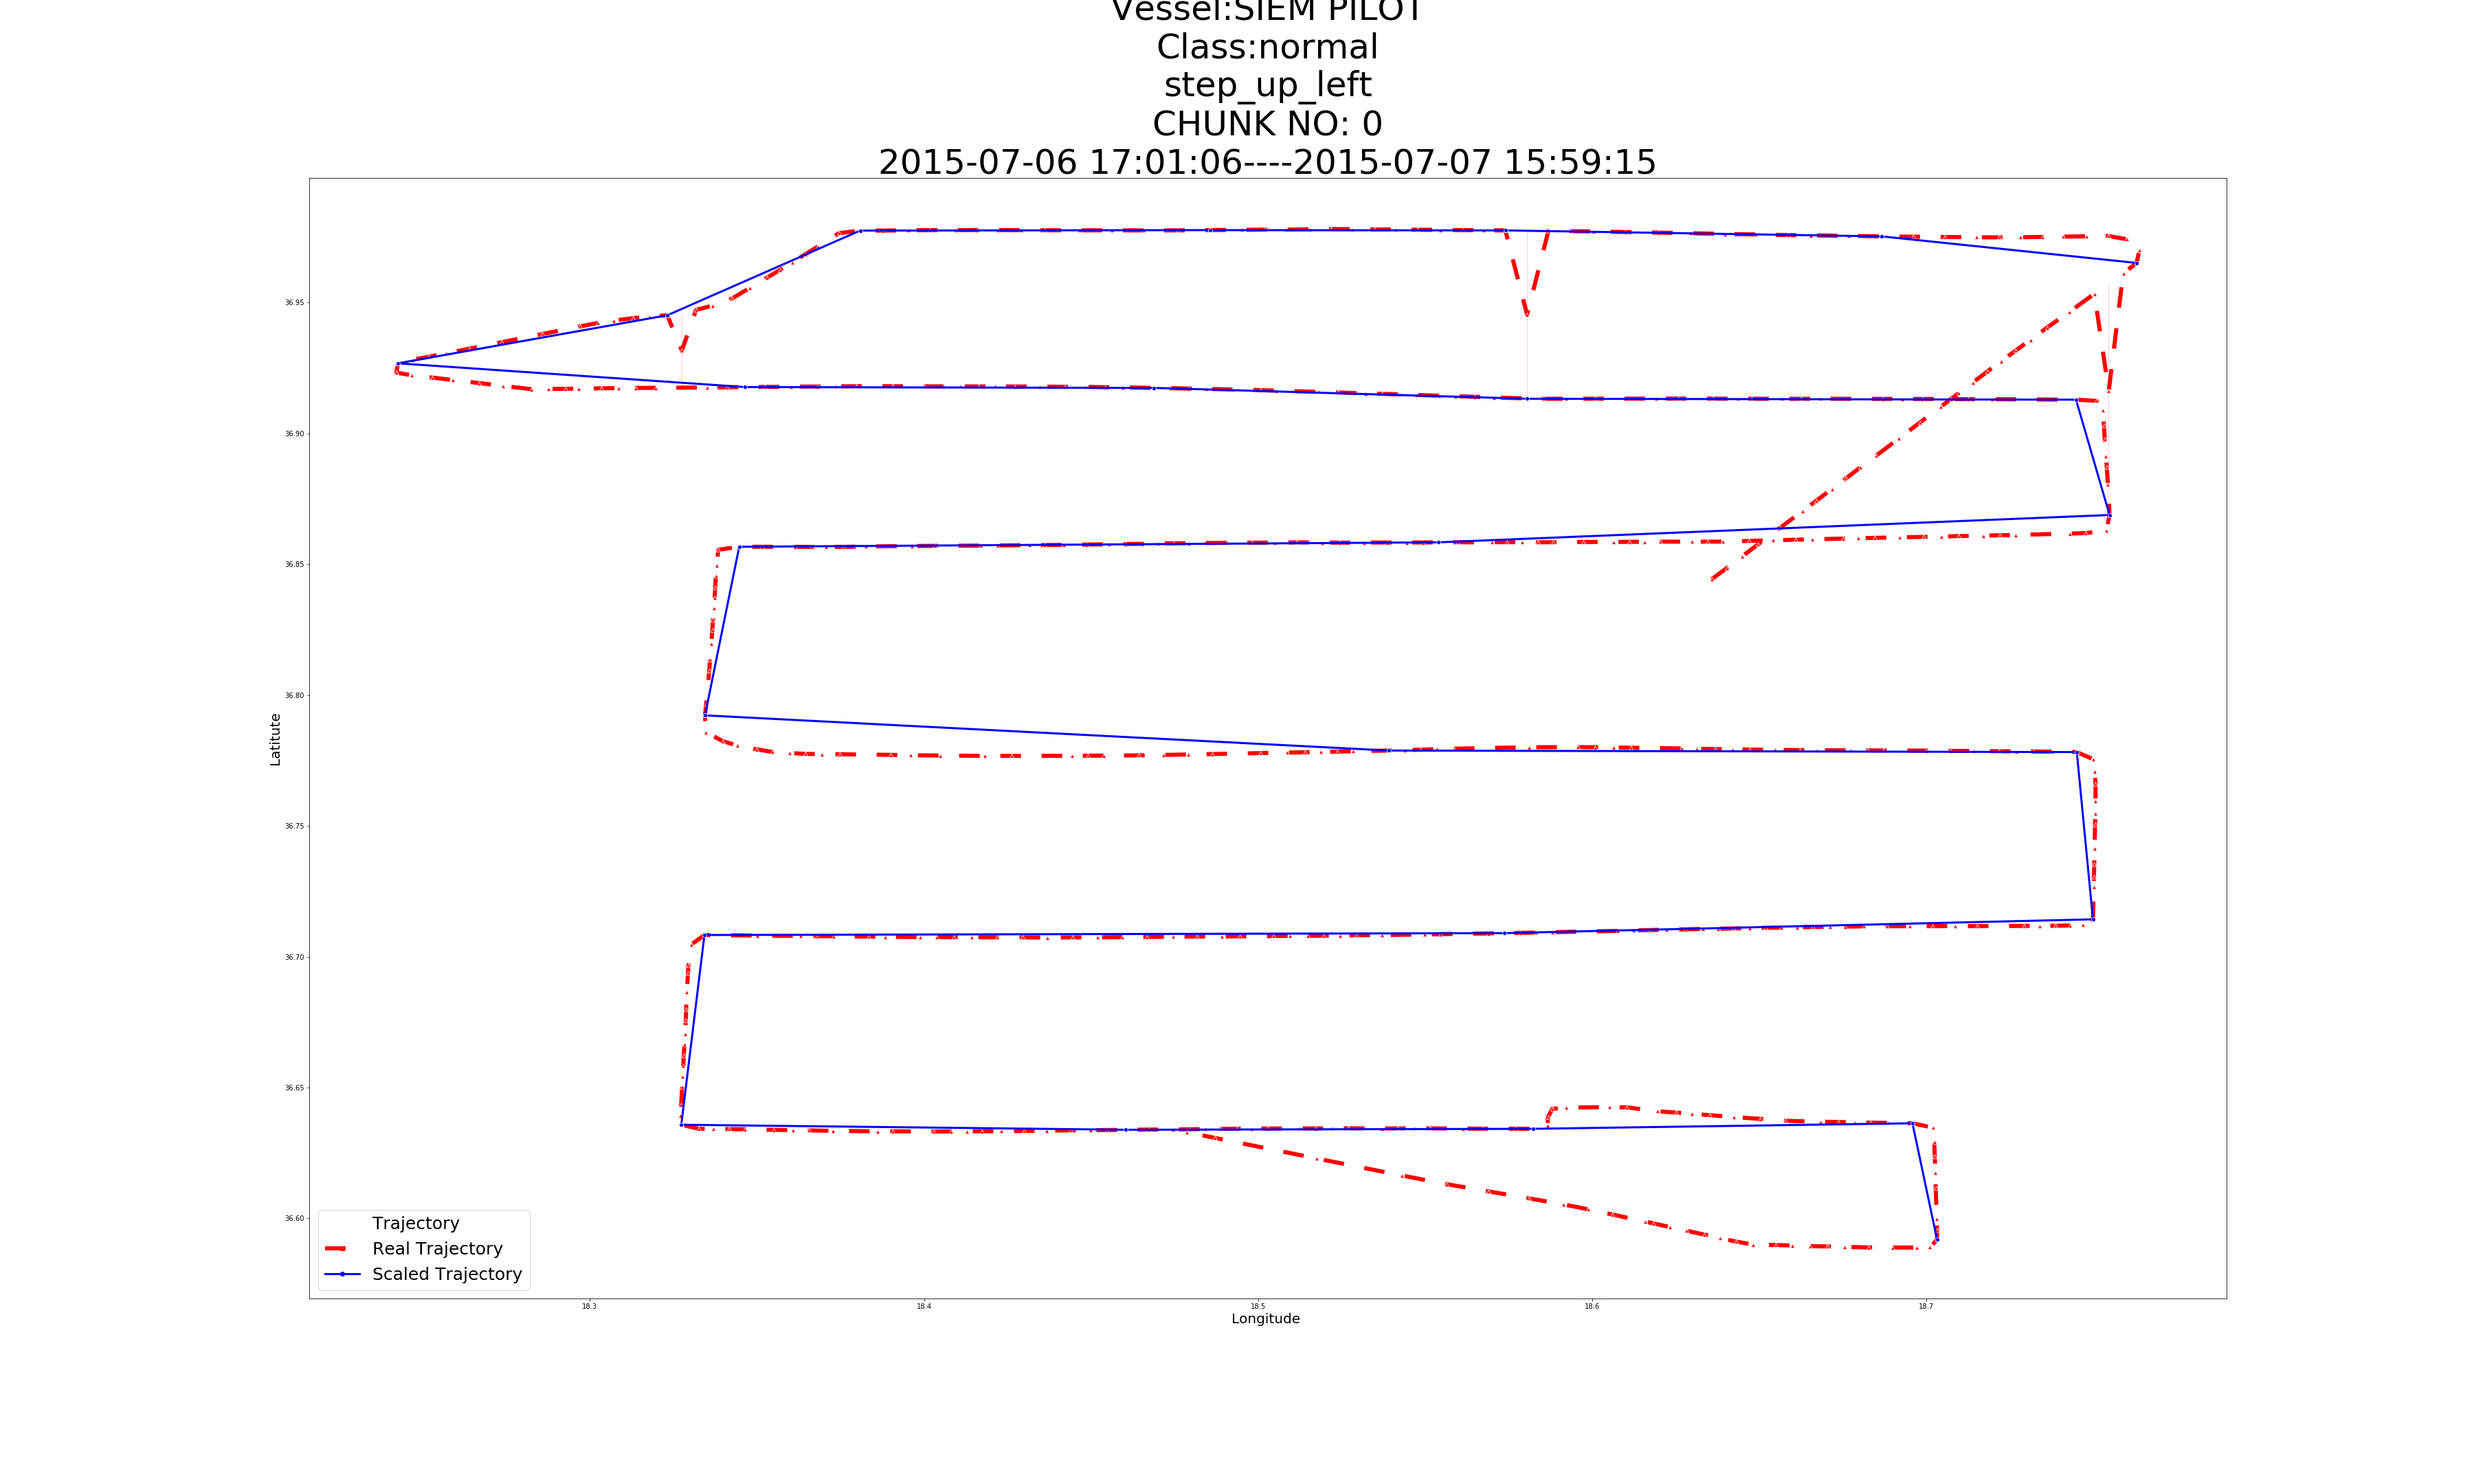 Vessel:SIEM PILOT
Class:normal
step_up_left
CHUNK NO: 0
2015-07-06 17:01:06----2015-07-07 15:59:15
36.95
36.90
36.85
36.80
36.75
36.70
36.65
36.60
Latitute
Trajectory
Real Trajectory
Scaled Trajectory
18.3
18.4
18.5
18.6
18.7
Longitude